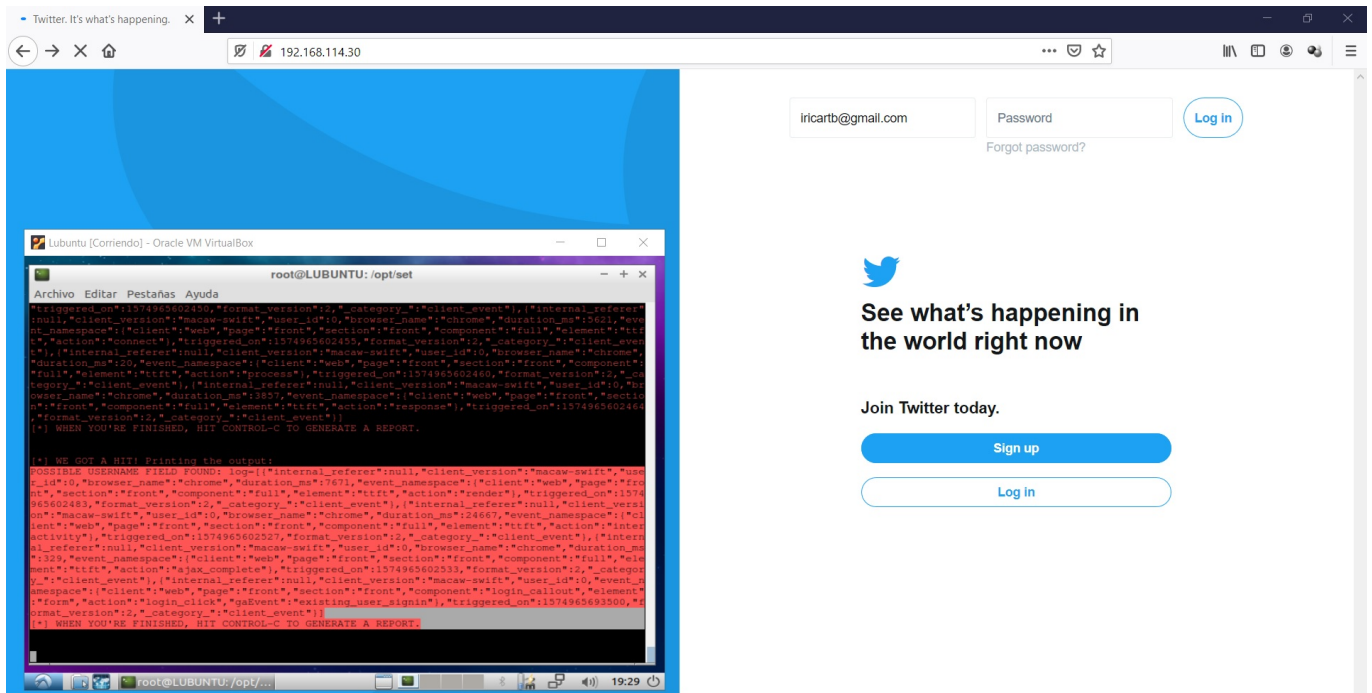 Twitter. It's what's happening.
192.168.114.30
iricartb@gmail.com
Password
Log in
Forgot password?
See what's happening in
the world right now
Join Twitter today.
Sign up
Log in
Lubuntu [Corriendo] - Oracle VM VirtualBox
root@LUBUNTU: /opt/set
Archivo Editar Pestañas Ayuda
"triggered_on":1574965602450,"format_version":2,"_category_":"client_event"},{"internal_referer"
:null,"client_version":"macaw-swift","user_id":0,"browser_name":"chrome","duration_ms":5621,"eve
nt_namespace":{"client":"web","page":"front","section":"front","component":"full","element":"ttf
t","action":"connect"},"triggered_on":1574965602455,"format_version":2,"_category_":"client_even
t"},{"internal_referer":null,"client_version":"macaw-swift","user_id":0,"browser_name":"chrome",
"duration_ms":20,"event_namespace":{"client":"web","page":"front","section":"front","component":
"full","element":"ttft","action":"process"},"triggered_on":1574965602460,"format_version":2,"_ca
tegory_":"client_event"},{"internal_referer":null,"client_version":"macaw-swift","user_id":0,"br
owser_name":"chrome","duration_ms":3857,"event_namespace":{"client":"web","page":"front","sectio
n":"front","component":"full","element":"ttft","action":"response"},"triggered_on":1574965602464
,"format_version":2,"_category_":"client_event"}]
[*] WHEN YOU'RE FINISHED, HIT CONTROL-C TO GENERATE A REPORT.
[*] WE GOT A HIT! Printing the output:
POSSIBLE USERNAME FIELD FOUND: log=[{"internal_referer":null,"client_version":"macaw-swift","use
r_id":0,"browser_name":"chrome","duration_ms":7671,"event_namespace":{"client":"web","page":"fro
nt","section":"front","component":"full","element":"ttft","action":"render"},"triggered_on":1574
965602483,"format_version":2,"_category_":"client_event"},{"internal_referer":null,"client_versi
on":"macaw-swift","user_id":0,"browser_name":"chrome","duration_ms":24667,"event_namespace":{"cl
ient":"web","page":"front","section":"front","component":"full","element":"ttft","action":"inter
activity"},"triggered_on":1574965602527,"format_version":2,"_category_":"client_event"},{"intern
al_referer":null,"client_version":"macaw-swift","user_id":0,"browser_name":"chrome","duration_ms
":329,"event_namespace":{"client":"web","page":"front","section":"front","component":"full","ele
ment":"ttft","action":"ajax_complete"},"triggered_on":1574965602533,"format_version":2,"_categor
y_":"client_event"},{"internal_referer":null,"client_version":"macaw-swift","user_id":0,"event_n
amespace":{"client":"web","page":"front","section":"front","component":"login_callout","element"
:"form","action":"login_click","gaEvent":"existing_user_signin"},"triggered_on":1574965693500,"f
ormat_version":2,"_category_":"client_event"}]
[*] WHEN YOU'RE FINISHED, HIT CONTROL-C TO GENERATE A REPORT.
root@LUBUNTU: /opt/...
19:29